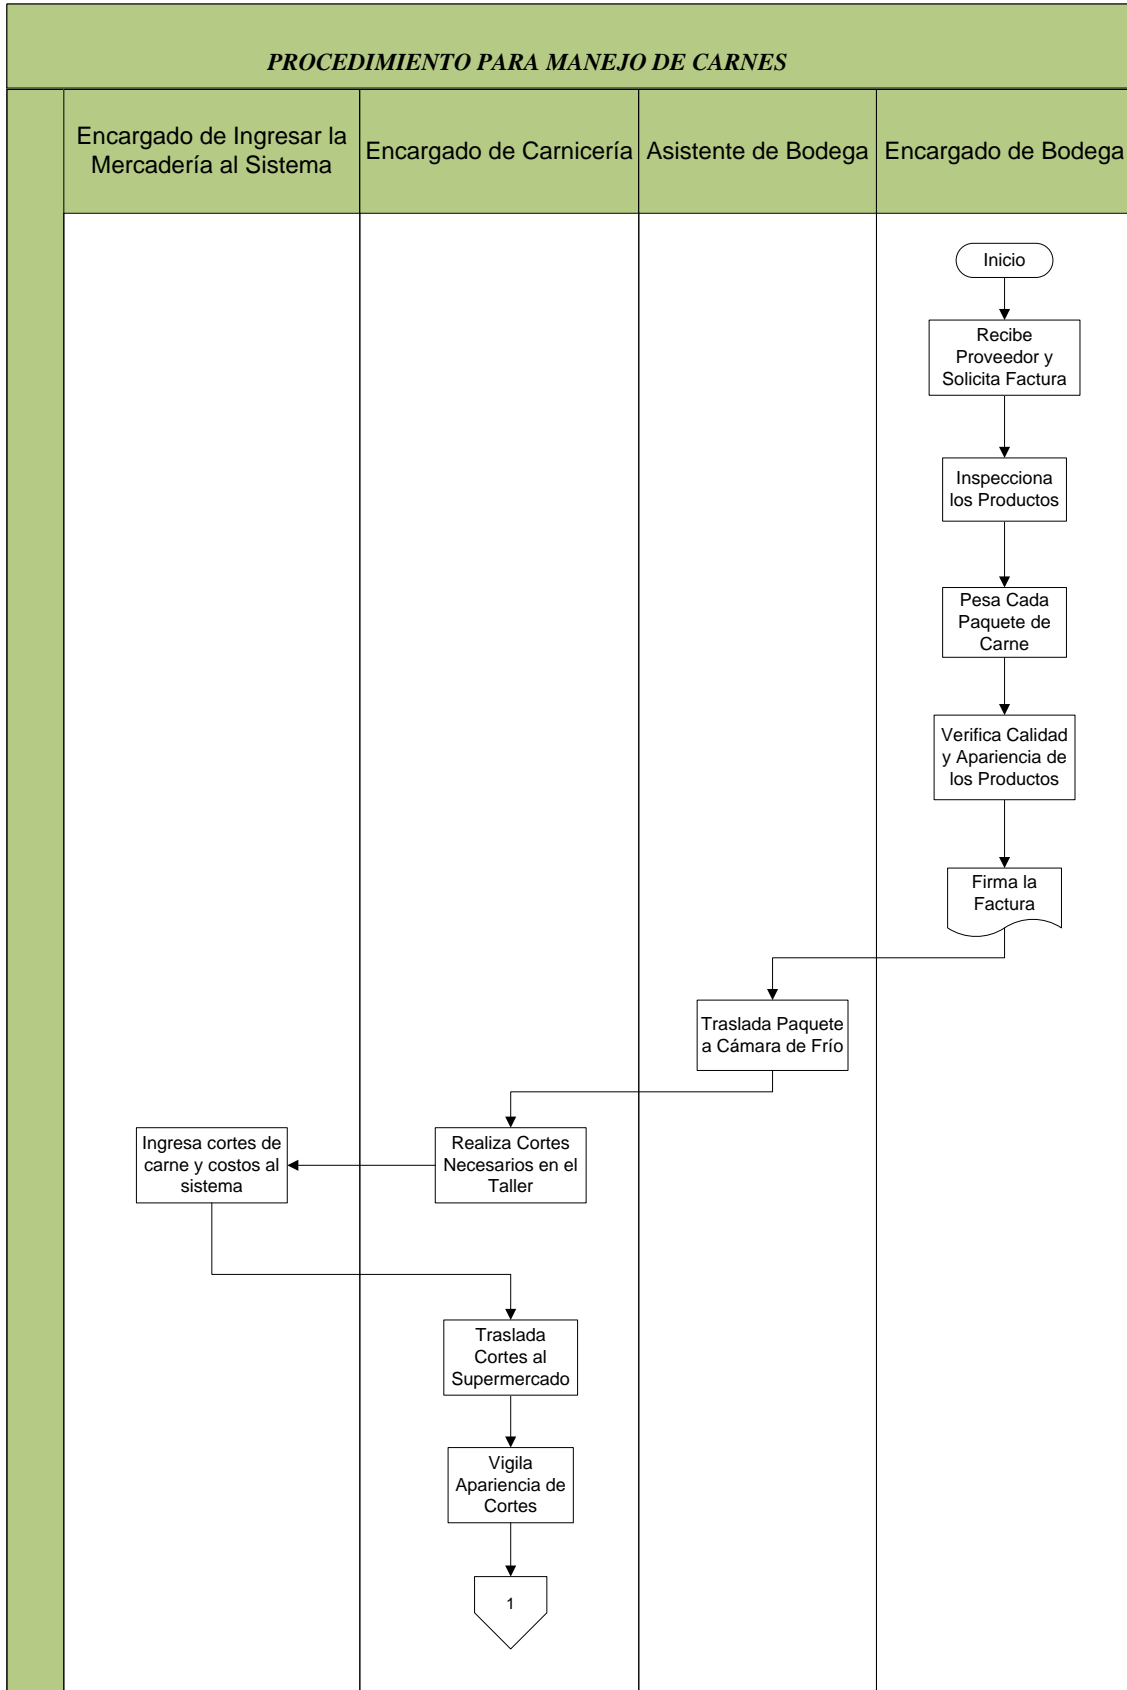 PROCEDIMIENTO PARA MANEJO DE CARNES
Encargado de Ingresar la
Mercadería al Sistema
Encargado de Carnicería
Asistente de Bodega
Encargado de Bodega
Inicio
Recibe
Proveedor y
Solicita Factura
Inspecciona
los Productos
Pesa Cada
Paquete de
Carne
Verifica Calidad
y Apariencia de
los Productos
Firma la
Factura
Traslada Paquete
a Cámara de Frío
Realiza Cortes
Necesarios en el
Taller
Ingresa cortes de
carne y costos al
sistema
Traslada
Cortes al
Supermercado
Vigila
Apariencia de
Cortes
1